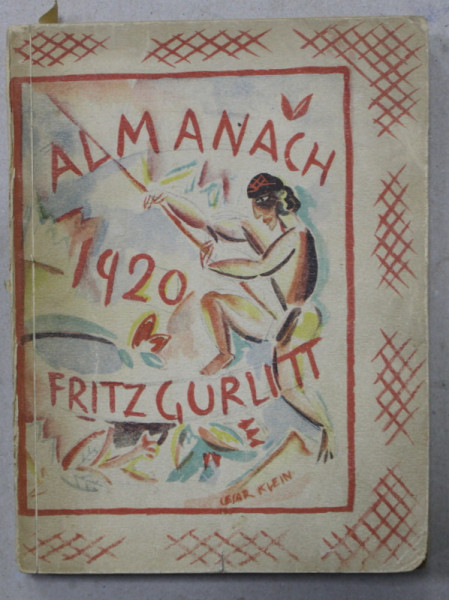 ALMANACH
1920
FRITZ GURLITT
CESAR KLEIN